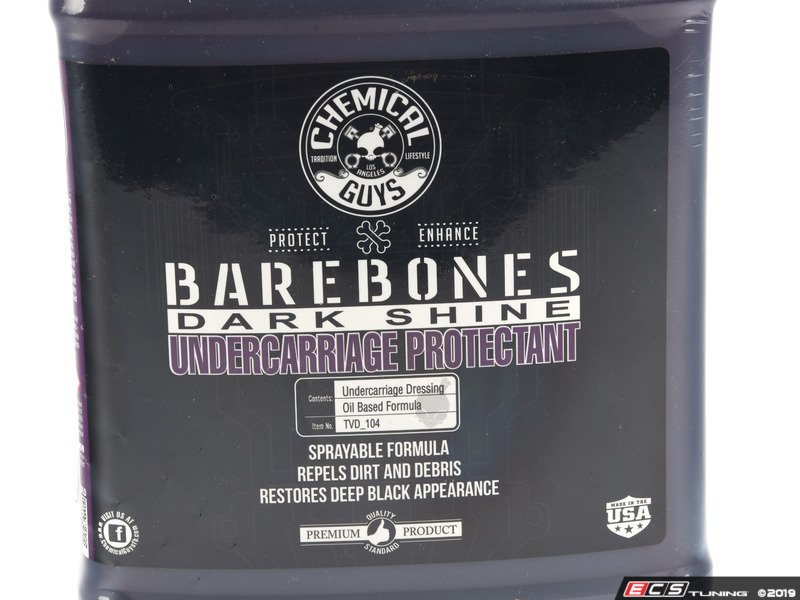 CHEMICAL
TRADITION
LIFESTYLE
LOS
ANGELES
GUYS
PROTECT ENHANCE
BAREBONES
DARK SHINE
UNDERCARRIAGE PROTECTANT
Contents: Undercarriage Dressing
Oil Based Formula
Item No. TVD_104
SPRAYABLE FORMULA
REPELS DIRT AND DEBRIS
RESTORES DEEP BLACK APPEARANCE
QUALITY
PREMIUM PRODUCT
STANDARD
VISIT US AT
f
MADE IN THE
USA
ECS TUNING ©2019